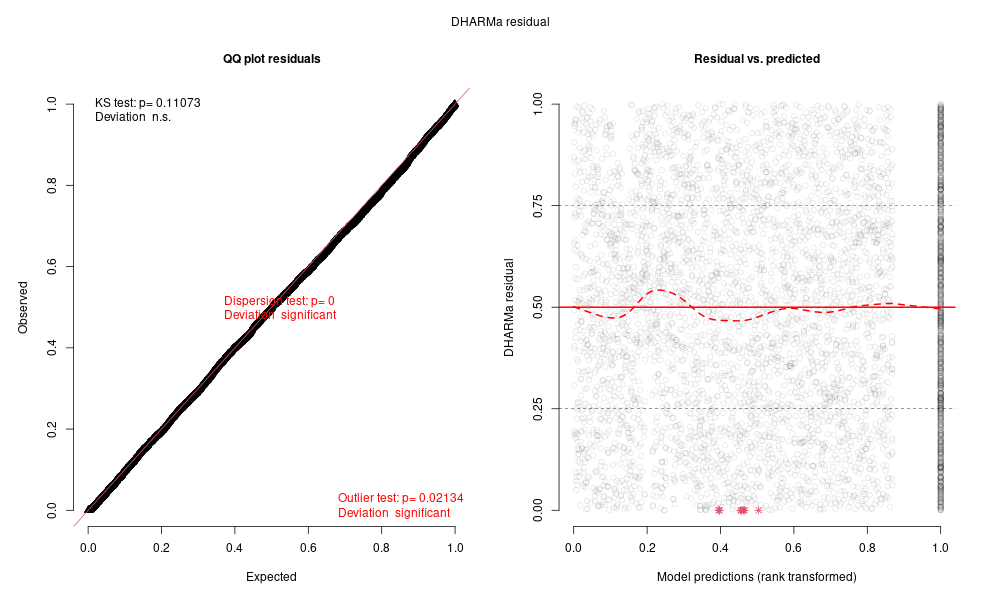 DHARMa residual
QQ plot residuals
KS test: p= 0.11073
Deviation n.s.
Dispersion test: p= 0
Deviation significant
Outlier test: p= 0.02134
Deviation significant
1.0
0.8
0.6
0.4
0.2
0.0
Observed
0.0 0.2 0.4 0.6 0.8 1.0
Expected
Residual vs. predicted
1.00
0.75
0.50
0.25
0.00
DHARMa residual
0.0 0.2 0.4 0.6 0.8 1.0
Model predictions (rank transformed)